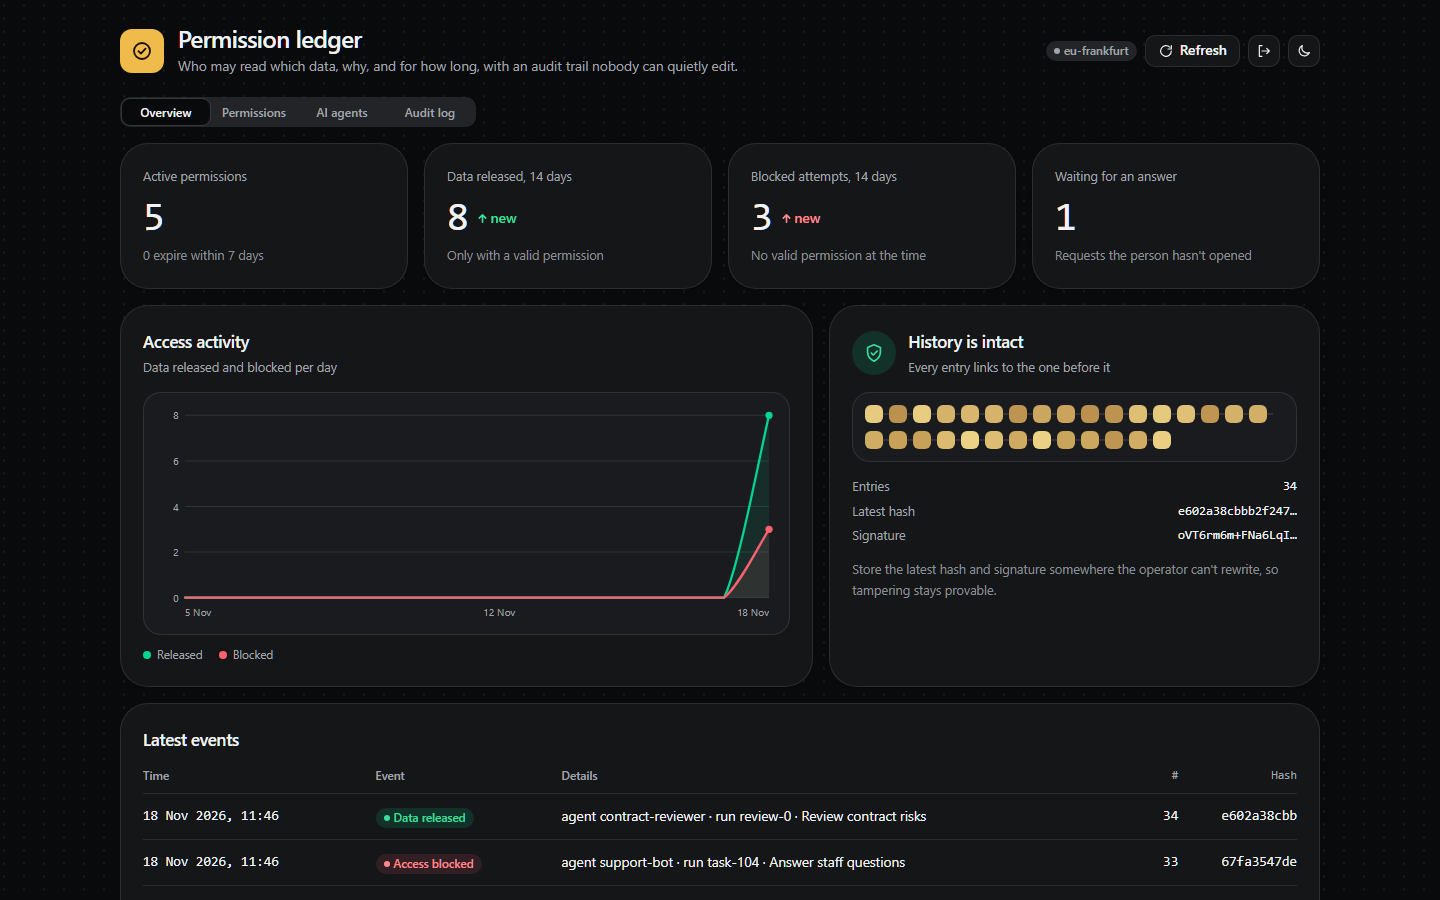 Permission ledger
Who may read which data, why, and for how long, with an audit trail nobody can quietly edit.
eu-frankfurt
Refresh
Overview
Permissions
AI agents
Audit log
Active permissions
5
0 expire within 7 days
Data released, 14 days
8 ↑ new
Only with a valid permission
Blocked attempts, 14 days
3 ↑ new
No valid permission at the time
Waiting for an answer
1
Requests the person hasn't opened
Access activity
Data released and blocked per day
8
6
4
2
0
5 Nov
12 Nov
18 Nov
Released
Blocked
History is intact
Every entry links to the one before it
Entries 34
Latest hash e602a38cbbb2f247…
Signature oVT6rm6m+FNa6LqI…
Store the latest hash and signature somewhere the operator can't rewrite, so
tampering stays provable.
Latest events
Time Event Details # Hash
18 Nov 2026, 11:46 Data released agent contract-reviewer · run review-0 · Review contract risks 34 e602a38cbb
18 Nov 2026, 11:46 Access blocked agent support-bot · run task-104 · Answer staff questions 33 67fa3547de